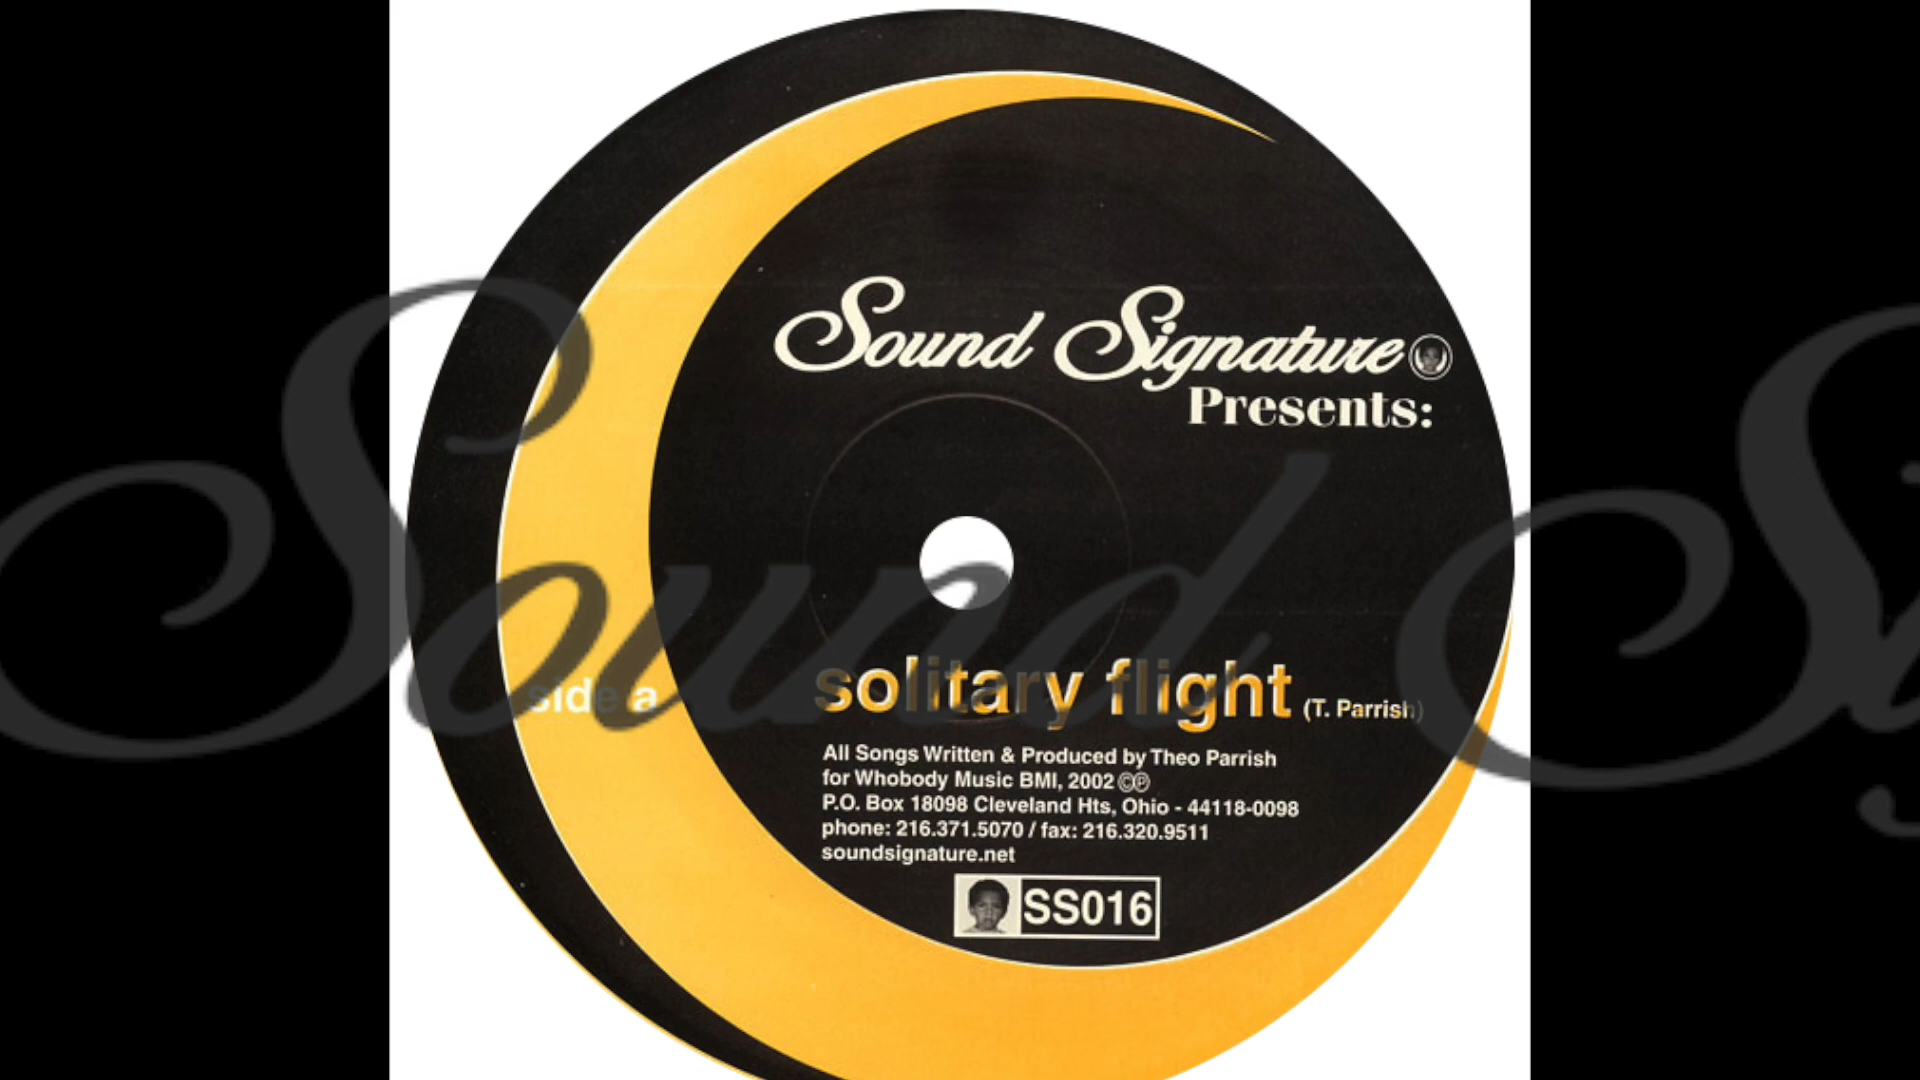 Sound Signature
Presents:
side a
solitary flight (T. Parrish)
All Songs Written & Produced by Theo Parrish
for Whobody Music BMI, 2002 ©℗
P.O. Box 18098 Cleveland Hts, Ohio - 44118-0098
phone: 216.371.5070 / fax: 216.320.9511
soundsignature.net
SS016
Sound S